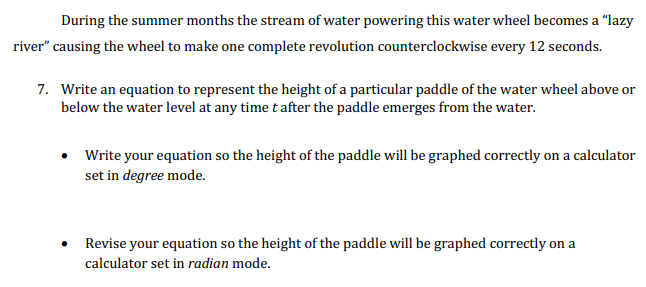 During the summer months the stream of water powering this water wheel becomes a “lazy
river” causing the wheel to make one complete revolution counterclockwise every 12 seconds.
7. Write an equation to represent the height of a particular paddle of the water wheel above or
below the water level at any time t after the paddle emerges from the water.
• Write your equation so the height of the paddle will be graphed correctly on a calculator
set in degree mode.
• Revise your equation so the height of the paddle will be graphed correctly on a
calculator set in radian mode.